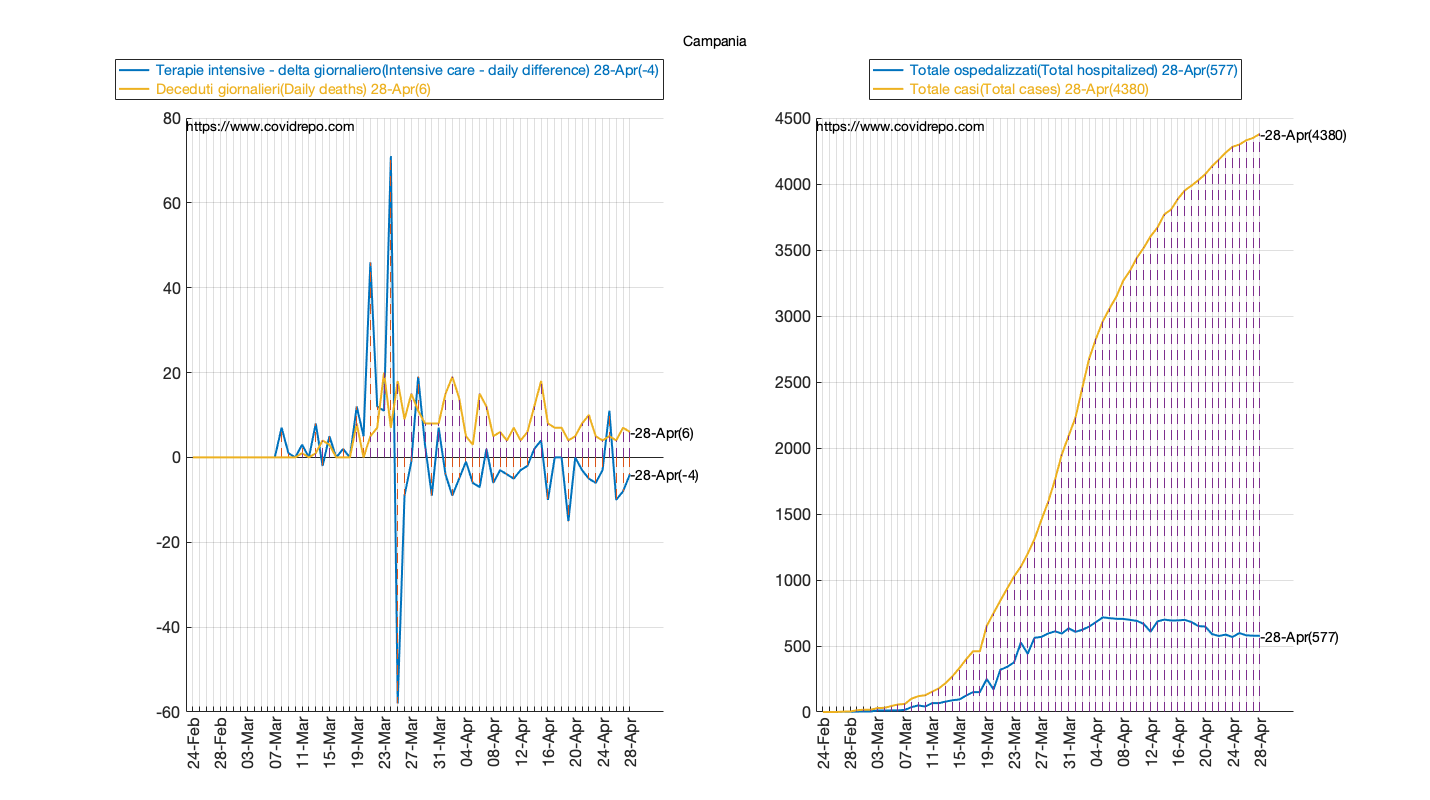 Campania
Terapie intensive - delta giornaliero(Intensive care - daily difference) 28-Apr(-4)
Deceduti giornalieri(Daily deaths) 28-Apr(6)
https://www.covidrepo.com
80
60
40
20
0
-20
-40
-60
-28-Apr(6)
-28-Apr(-4)
24-Feb
28-Feb
03-Mar
07-Mar
11-Mar
15-Mar
19-Mar
23-Mar
27-Mar
31-Mar
04-Apr
08-Apr
12-Apr
16-Apr
20-Apr
24-Apr
28-Apr
Totale ospedalizzati(Total hospitalized) 28-Apr(577)
Totale casi(Total cases) 28-Apr(4380)
https://www.covidrepo.com
4500
4000
3500
3000
2500
2000
1500
1000
500
0
-28-Apr(4380)
-28-Apr(577)
24-Feb
28-Feb
03-Mar
07-Mar
11-Mar
15-Mar
19-Mar
23-Mar
27-Mar
31-Mar
04-Apr
08-Apr
12-Apr
16-Apr
20-Apr
24-Apr
28-Apr